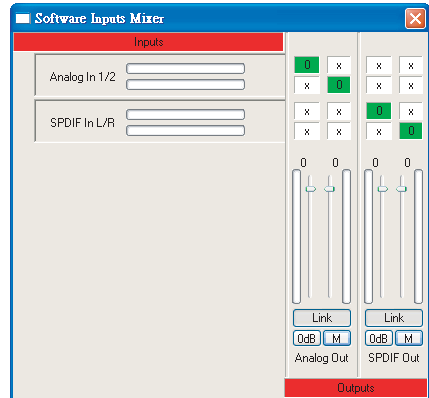 Software Inputs Mixer
Inputs
Analog In 1/2
SPDIF In L/R
0 x x x
x 0 x x
x x 0 x
x x x 0
0 0 0 0
Link Link
0dB M 0dB M
Analog Out SPDIF Out
Outputs